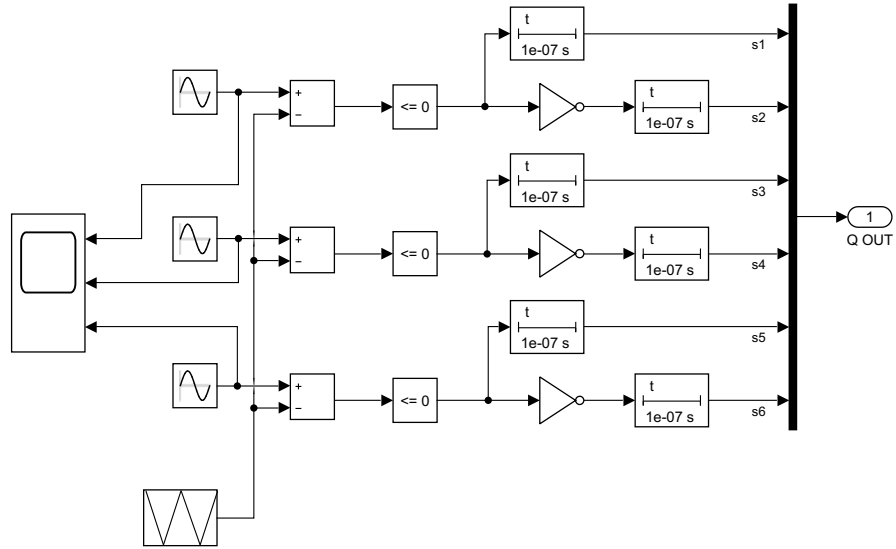 t
1e-07 s
s1
+
−
<= 0
t
1e-07 s
s2
t
1e-07 s
s3
+
−
<= 0
t
1e-07 s
s4
1
Q OUT
t
1e-07 s
s5
+
−
<= 0
t
1e-07 s
s6